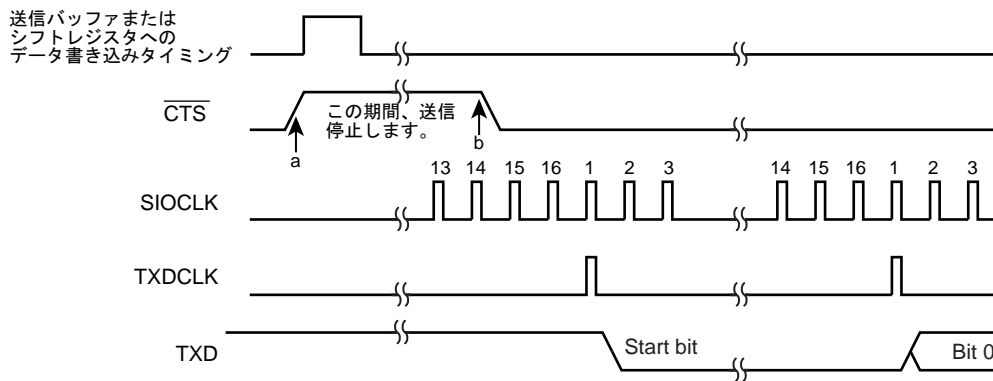 送信バッファまたは
シフトレジスタへの
データ書き込みタイミング
CTS
この期間、送信
停止します。
a
b
13 14 15 16 1 2 3 14 15 16 1 2 3
SIOCLK
TXDCLK
TXD
Start bit
Bit 0